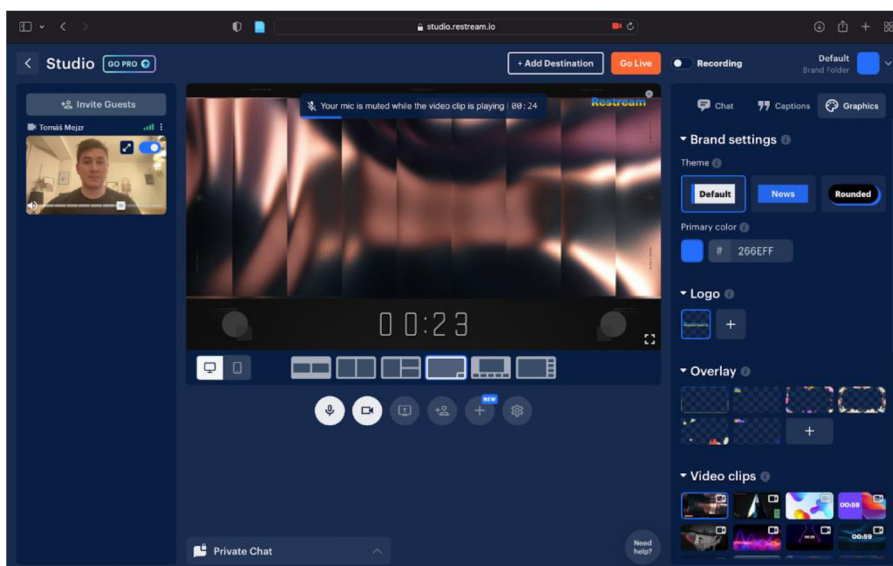 studio.restream.io
Studio
GO PRO
+ Add Destination
Go Live
Recording
Default
Brand Folder
Invite Guests
Tomáš Mejzr
Your mic is muted while the video clip is playing | 00:24
Restream
00:23
NEW
Private Chat
Need
help?
Chat
Captions
Graphics
Brand settings
Theme
Default
News
Rounded
Primary color
# 266EFF
Logo
Overlay
Video clips
00:59
00:59